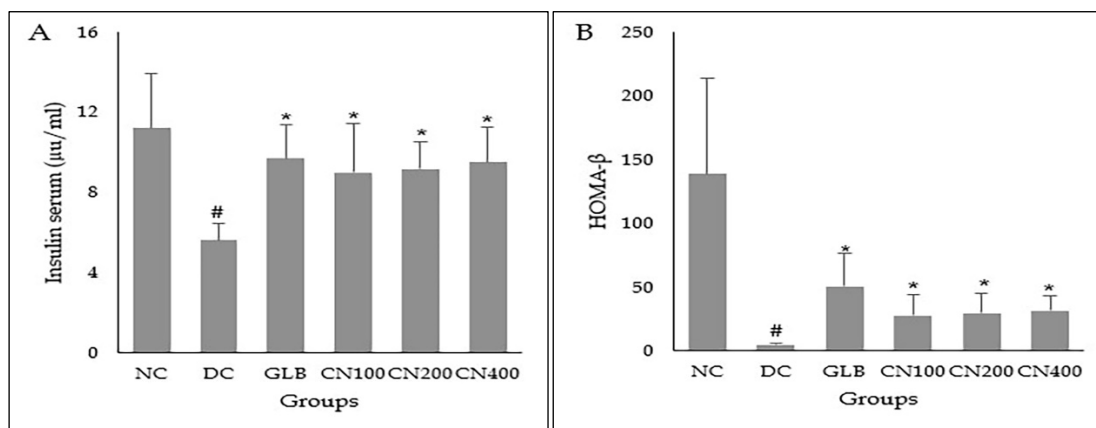 A
Insulin serum (μu/ml)
16
12
8
4
0
#
*
*
*
*
NC DC GLB CN100 CN200 CN400
Groups
B
HOMA-β
250
200
150
100
50
0
#
*
*
*
*
NC DC GLB CN100 CN200 CN400
Groups